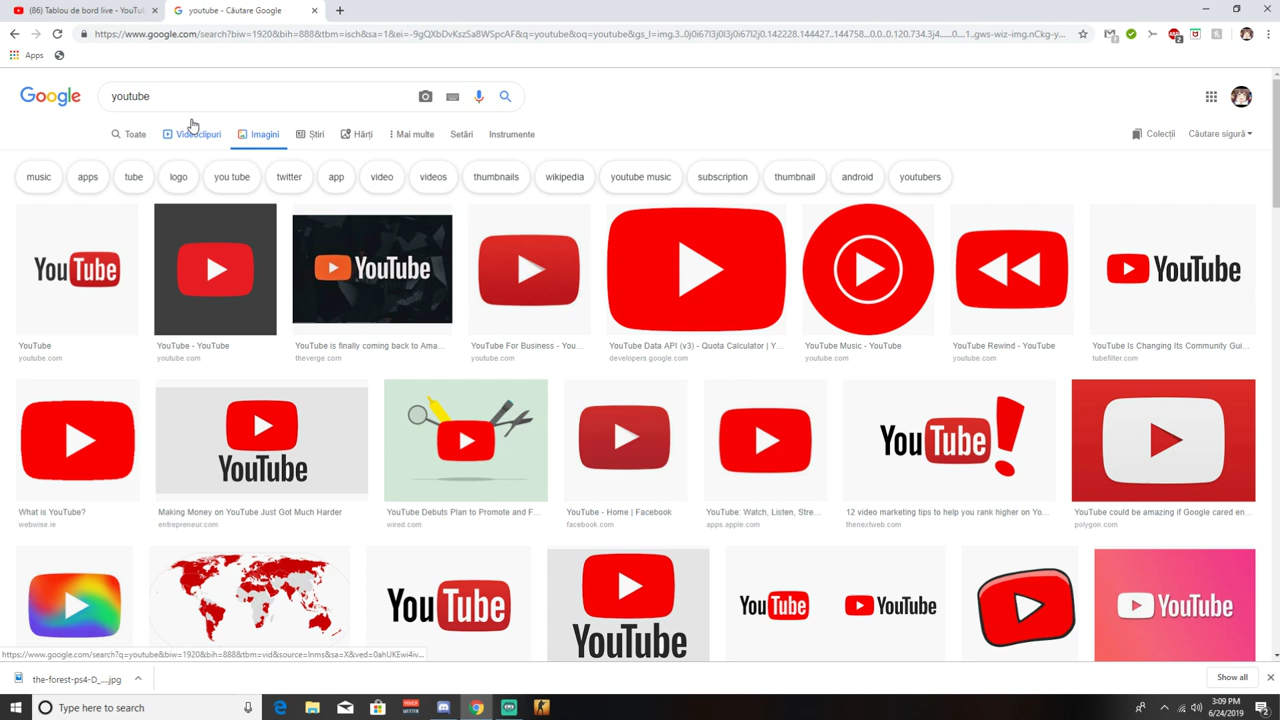 (86) Tablou de bord live - YouTu
youtube - Căutare Google
https://www.google.com/search?biw=1920&bih=888&tbm=isch&sa=1&ei=-9gQXbDvKszSa8WSpcAF&q=youtube&oq=youtube&gs_l=img.3..0j0i67l3j0l3j0i67l2j0.142228.144427..144758...0.0..0.120.734.3j4......0....1..gws-wiz-img.nCkg-y...
Apps
Google
youtube
Toate
Videoclipuri
Imagini
Știri
Hărți
Mai multe
Setări
Instrumente
Colecții
Căutare sigură
music
apps
tube
logo
you tube
twitter
app
video
videos
thumbnails
wikipedia
youtube music
subscription
thumbnail
android
youtubers
YouTube
YouTube
YouTube
YouTube
youtube.com
YouTube - YouTube
youtube.com
YouTube is finally coming back to Ama...
theverge.com
YouTube For Business - You...
youtube.com
YouTube Data API (v3) - Quota Calculator | Y...
developers.google.com
YouTube Music - YouTube
youtube.com
YouTube Rewind - YouTube
youtube.com
YouTube Is Changing Its Community Gui...
tubefilter.com
YouTube
YouTube
What is YouTube?
webwise.ie
Making Money on YouTube Just Got Much Harder
entrepreneur.com
YouTube Debuts Plan to Promote and F...
wired.com
YouTube - Home | Facebook
facebook.com
YouTube: Watch, Listen, Stre...
apps.apple.com
12 video marketing tips to help you rank higher on Yo...
thenextweb.com
YouTube could be amazing if Google cared en...
polygon.com
YouTube
YouTube
YouTube
YouTube
YouTube
https://www.google.com/search?q=youtube&biw=1920&bih=888&tbm=vid&source=lnms&sa=X&ved=0ahUKEwi4iv...
the-forest-ps4-D_....jpg
Show all
Type here to search
3:09 PM
6/24/2019
2